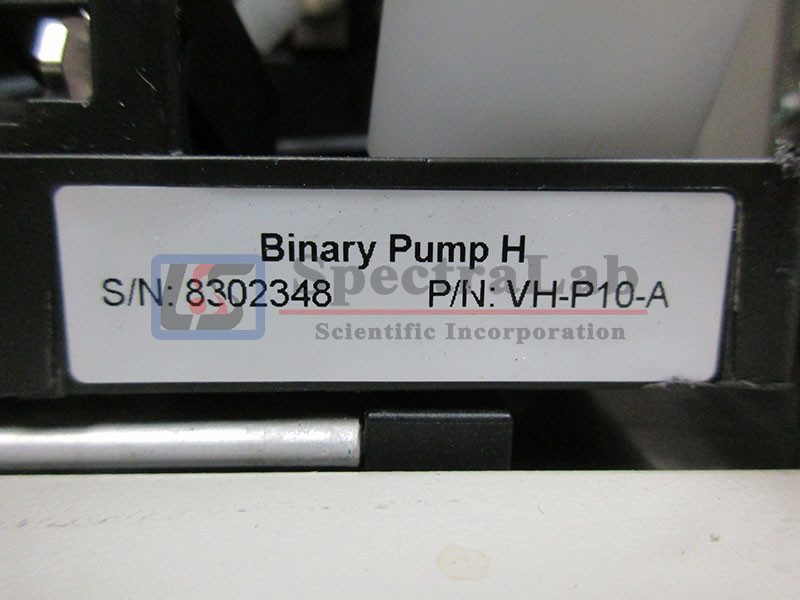 Binary Pump H
SpectraLab
S/N: 8302348 P/N: VH-P10-A
Scientific Incorporation